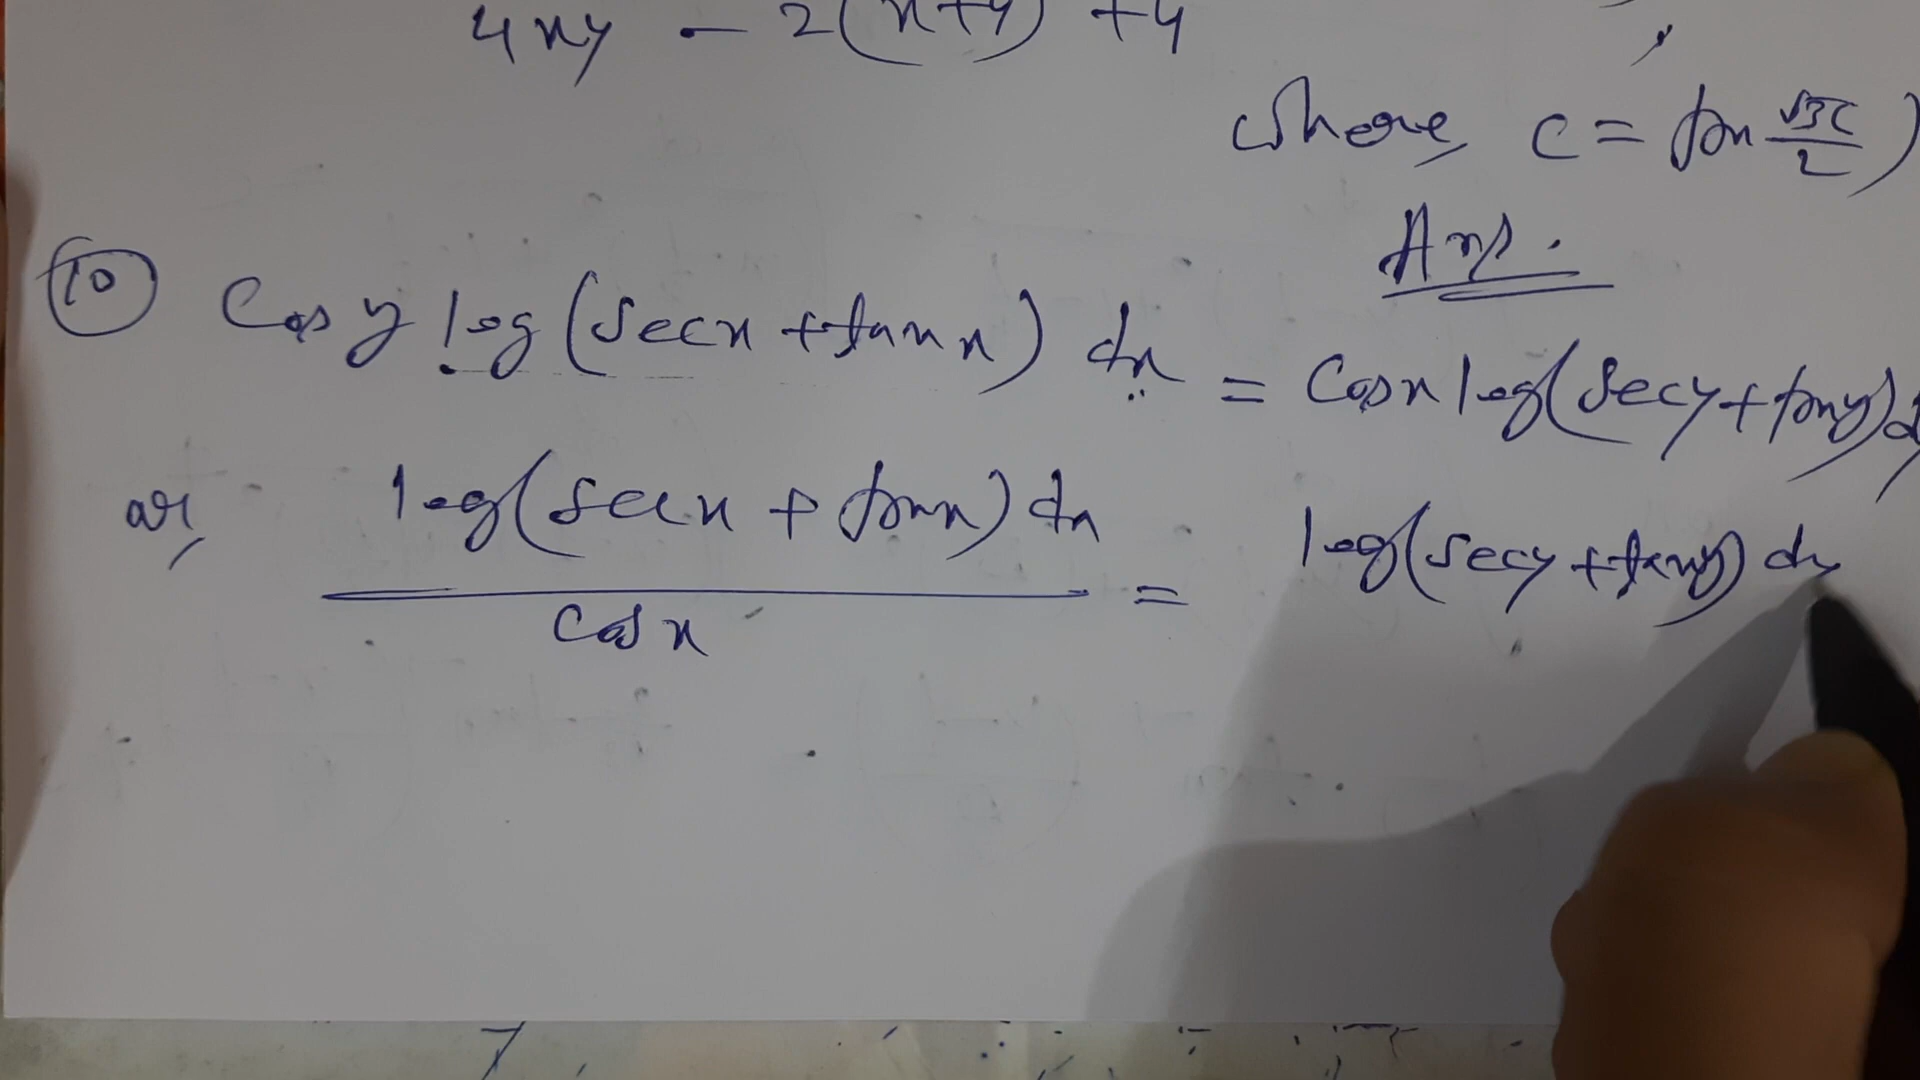 4xy - 2(x+y) + 4
where, c = tan √3C/2)
Ans.
(10) Cos y log (Sec x + tan x) dx = Cos x log (Sec y + tan y) d
or, log (Sec x + tan x) dx / Cos x = log (Sec y + tan y) dy